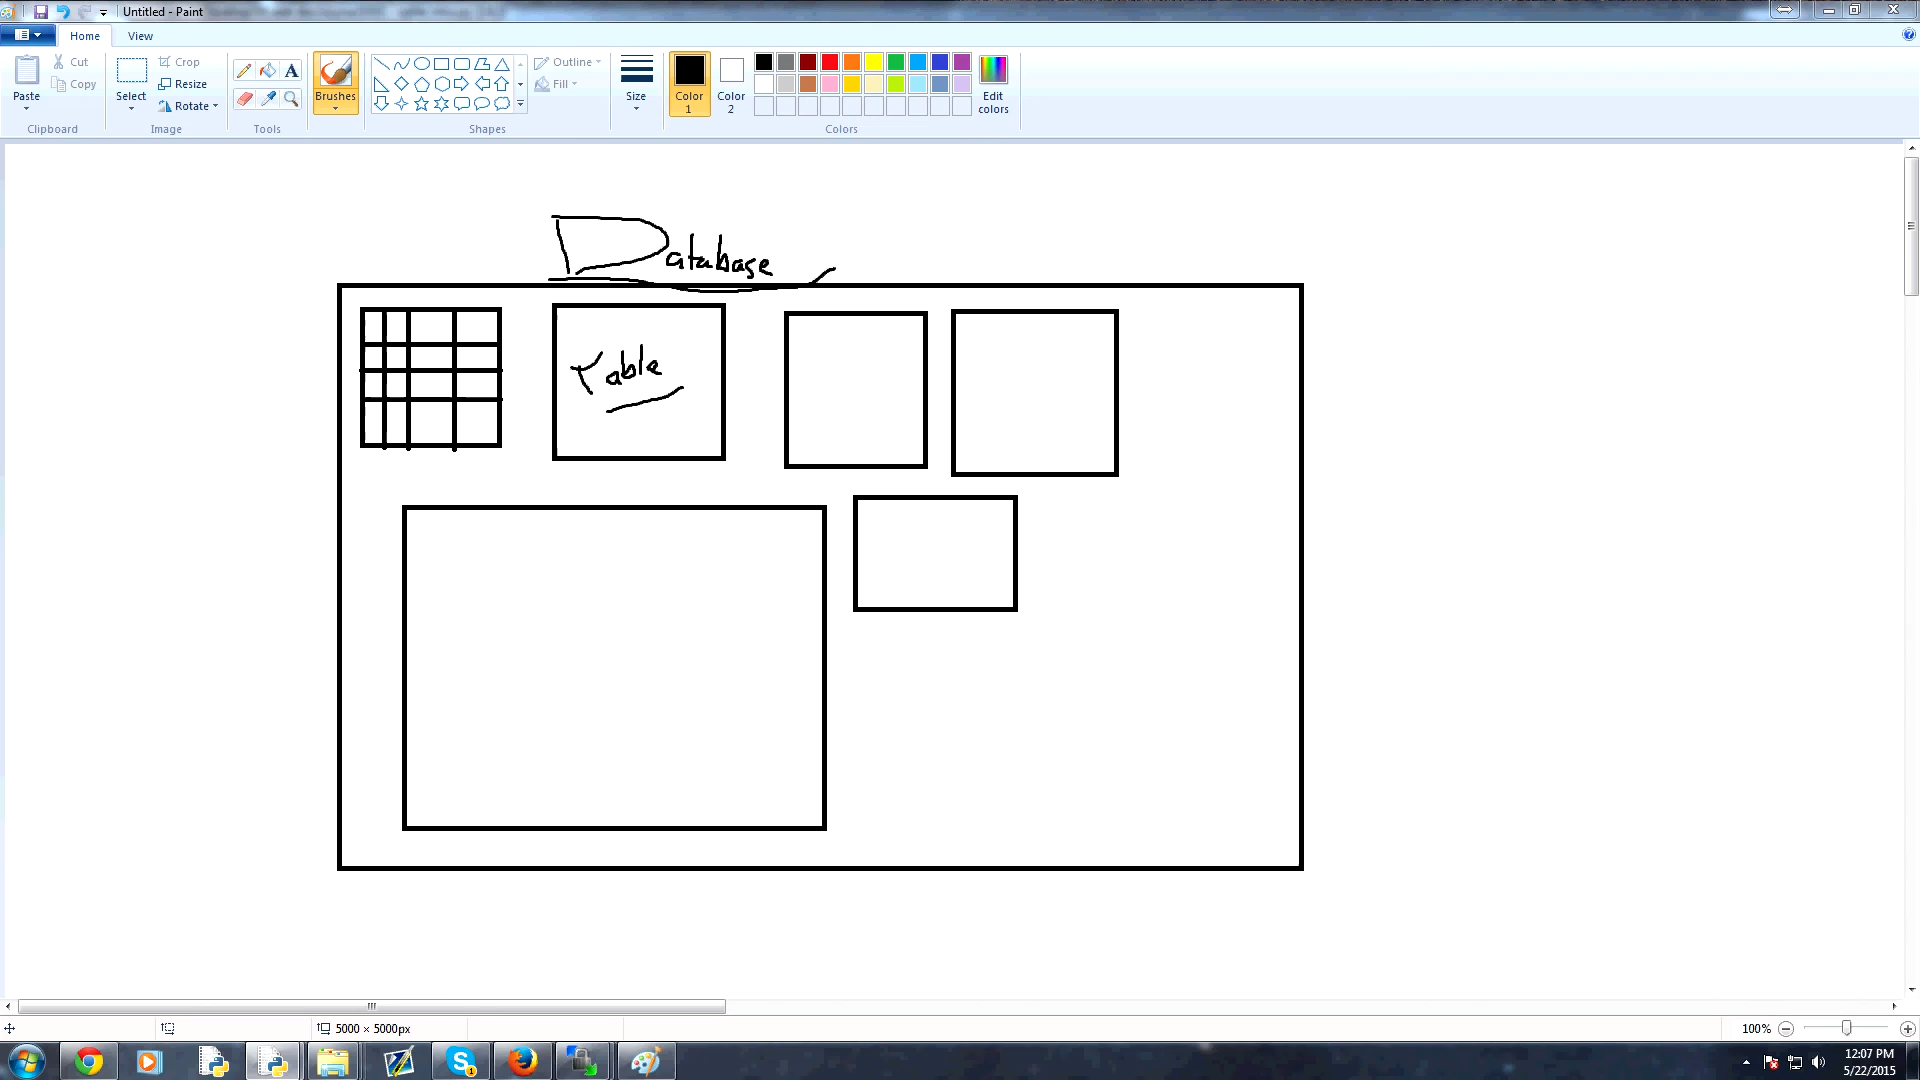 Untitled - Paint
Home View
Cut
Copy
Paste
Clipboard
Crop
Resize
Rotate
Select
Image
Tools
Brushes
Shapes
Outline
Fill
Size
Color 1
Color 2
Edit colors
Colors
Database
Table
5000 × 5000px
100%
12:07 PM
5/22/2015